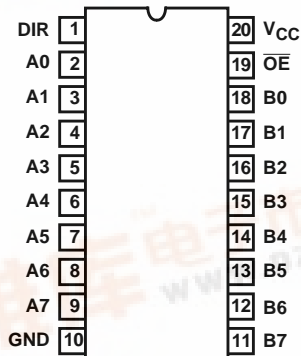 DIR 1 20 VCC
A0 2 19 OE
A1 3 18 B0
A2 4 17 B1
A3 5 16 B2
A4 6 15 B3
A5 7 14 B4
A6 8 13 B5
A7 9 12 B6
GND 10 11 B7